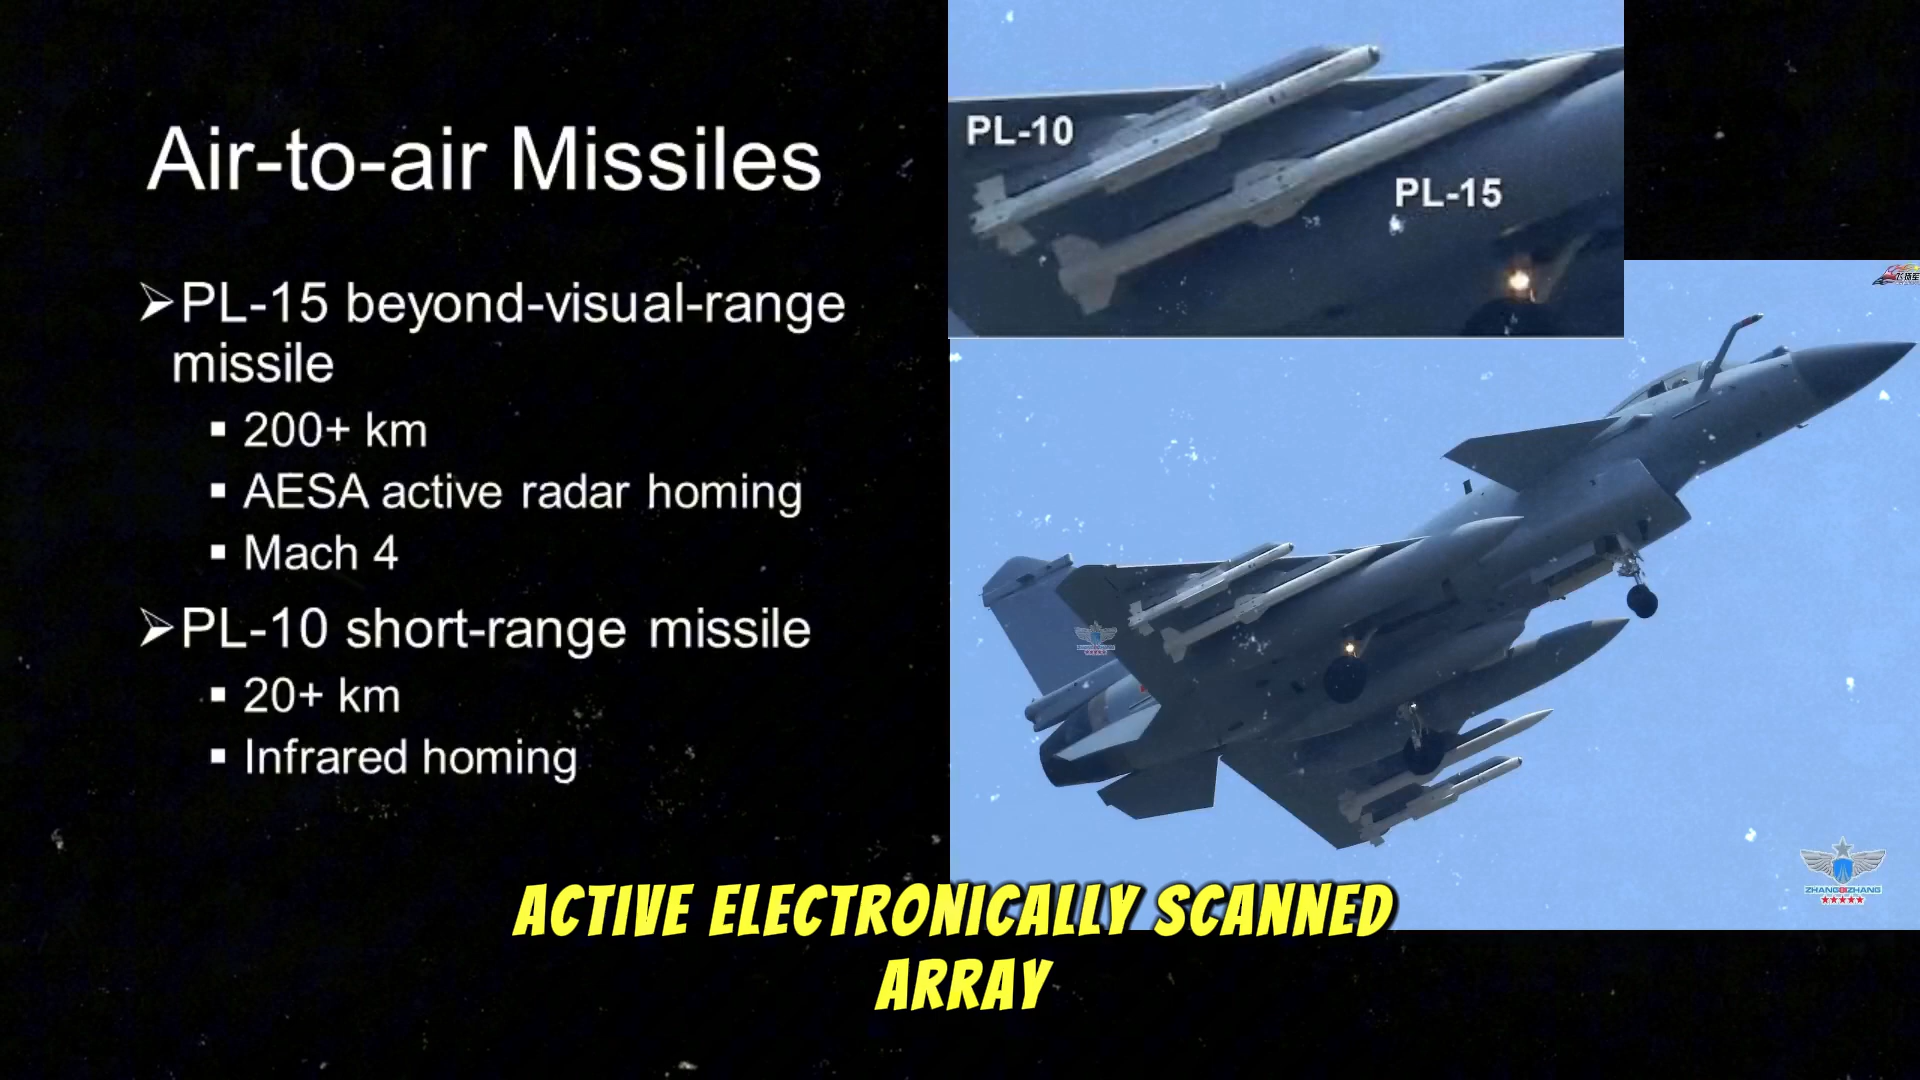 Air-to-air Missiles
➢PL-15 beyond-visual-range
missile
▪ 200+ km
▪ AESA active radar homing
▪ Mach 4
➢PL-10 short-range missile
▪ 20+ km
▪ Infrared homing
PL-10
PL-15
ZHANGZIZHANG
ACTIVE ELECTRONICALLY SCANNED
ARRAY